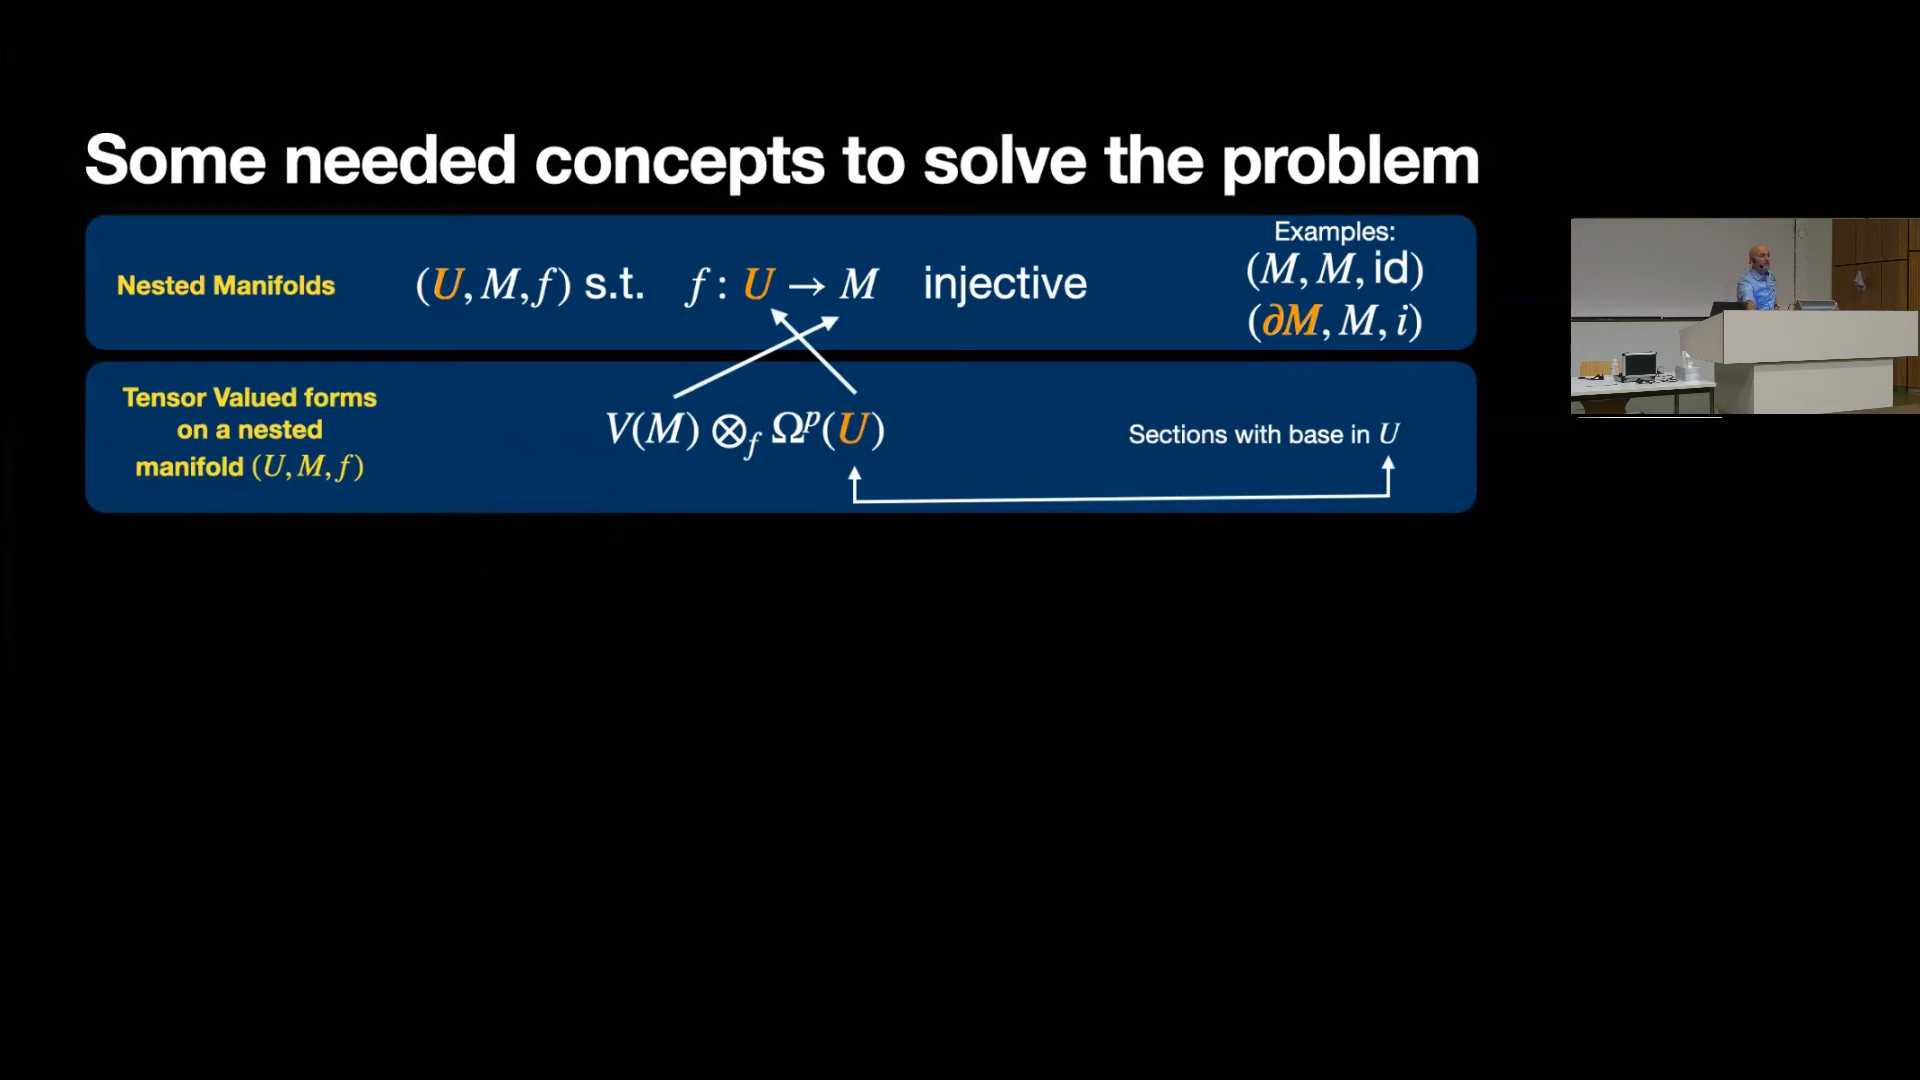 Some needed concepts to solve the problem
Nested Manifolds
(U, M, f) s.t. f : U → M injective
Examples:
(M, M, id)
(∂M, M, i)
Tensor Valued forms
on a nested
manifold (U, M, f)
V(M) ⊗_f Ω^p(U)
Sections with base in U